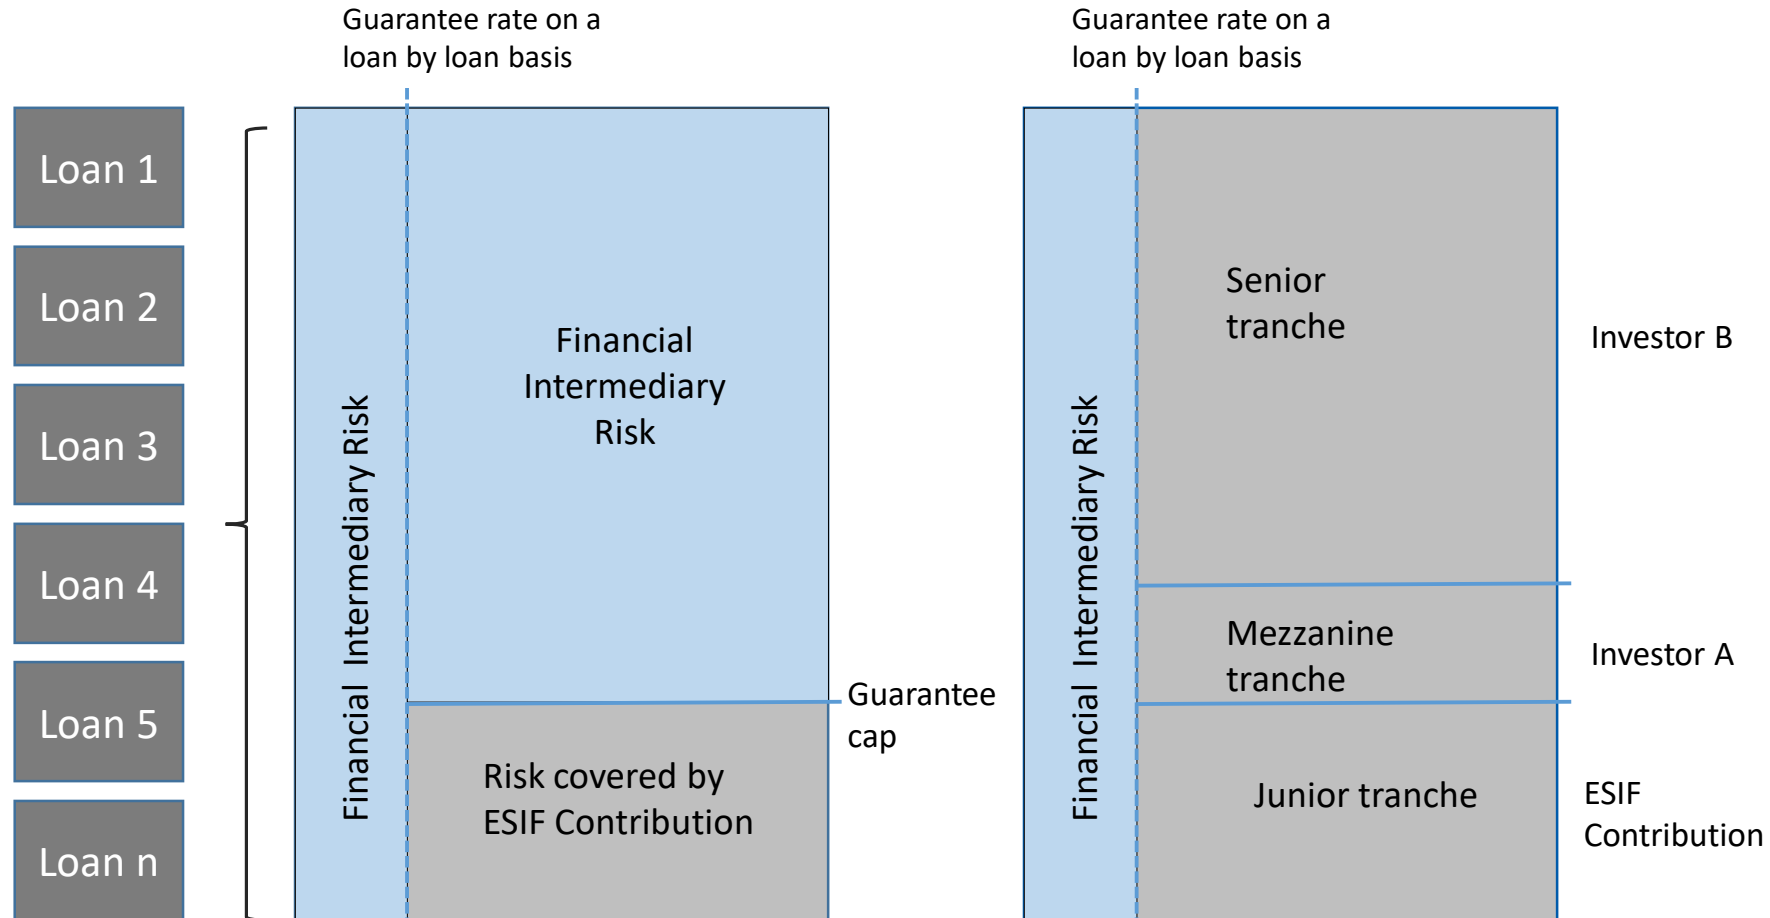 Guarantee rate on a
loan by loan basis
Guarantee rate on a
loan by loan basis
Loan 1
Loan 2
Loan 3
Loan 4
Loan 5
Loan n
Financial Intermediary Risk
Financial
Intermediary
Risk
Guarantee
cap
Risk covered by
ESIF Contribution
Financial Intermediary Risk
Senior
tranche
Investor B
Mezzanine
tranche
Investor A
Junior tranche
ESIF
Contribution